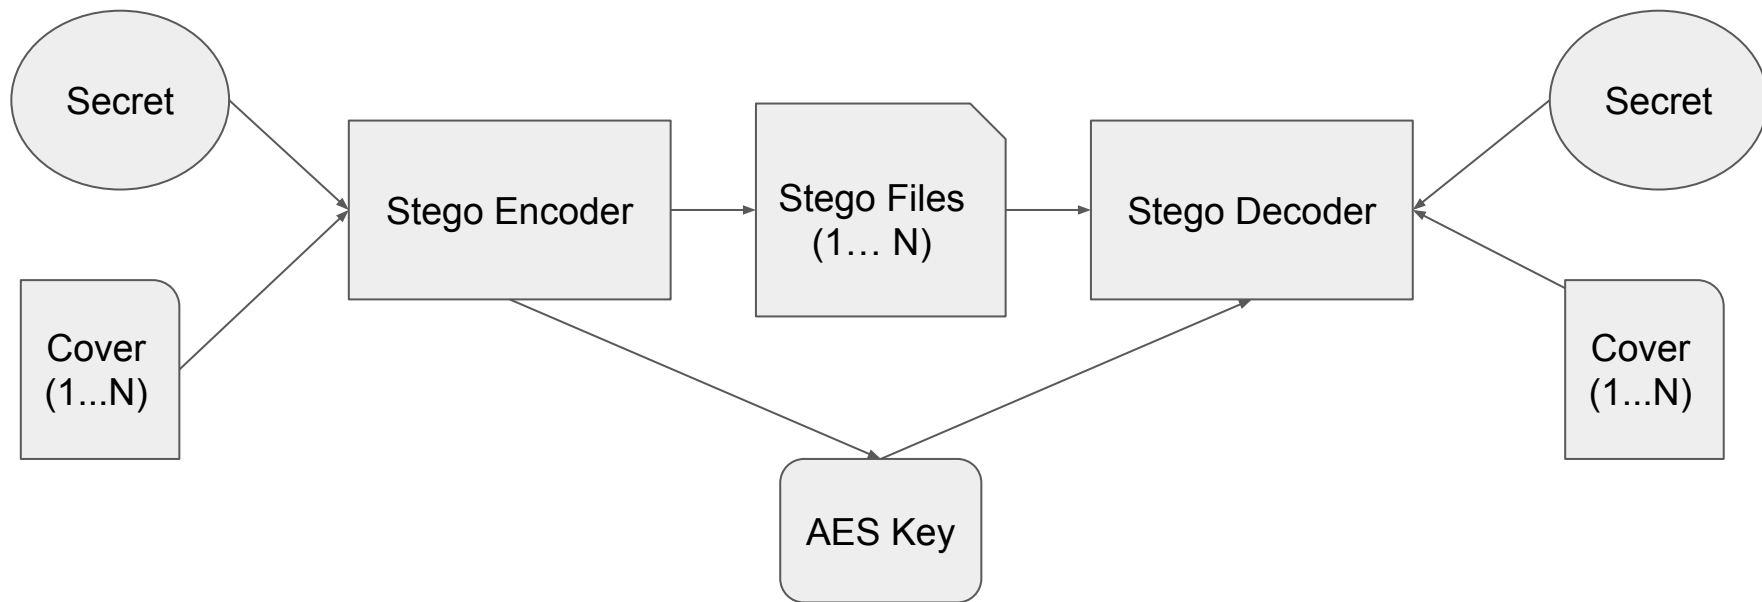 Secret
Secret
Stego Encoder
Stego Files
(1... N)
Stego Decoder
Cover
(1...N)
Cover
(1...N)
AES Key